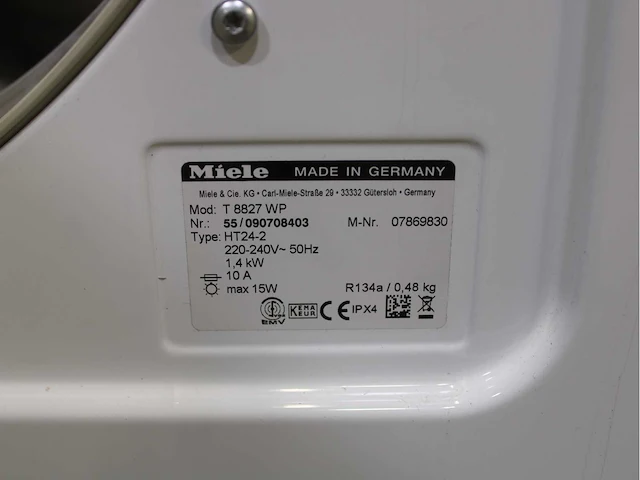 Miele MADE IN GERMANY
Miele & Cie. KG • Carl-Miele-Straße 29 • 33332 Gütersloh • Germany
Mod: T 8827 WP
Nr.: 55/090708403 M-Nr. 07869830
Type: HT24-2
220-240V~ 50Hz
1,4 kW
10 A
max 15W R134a / 0,48 kg
BMV KEMA KEUR CE IPX4